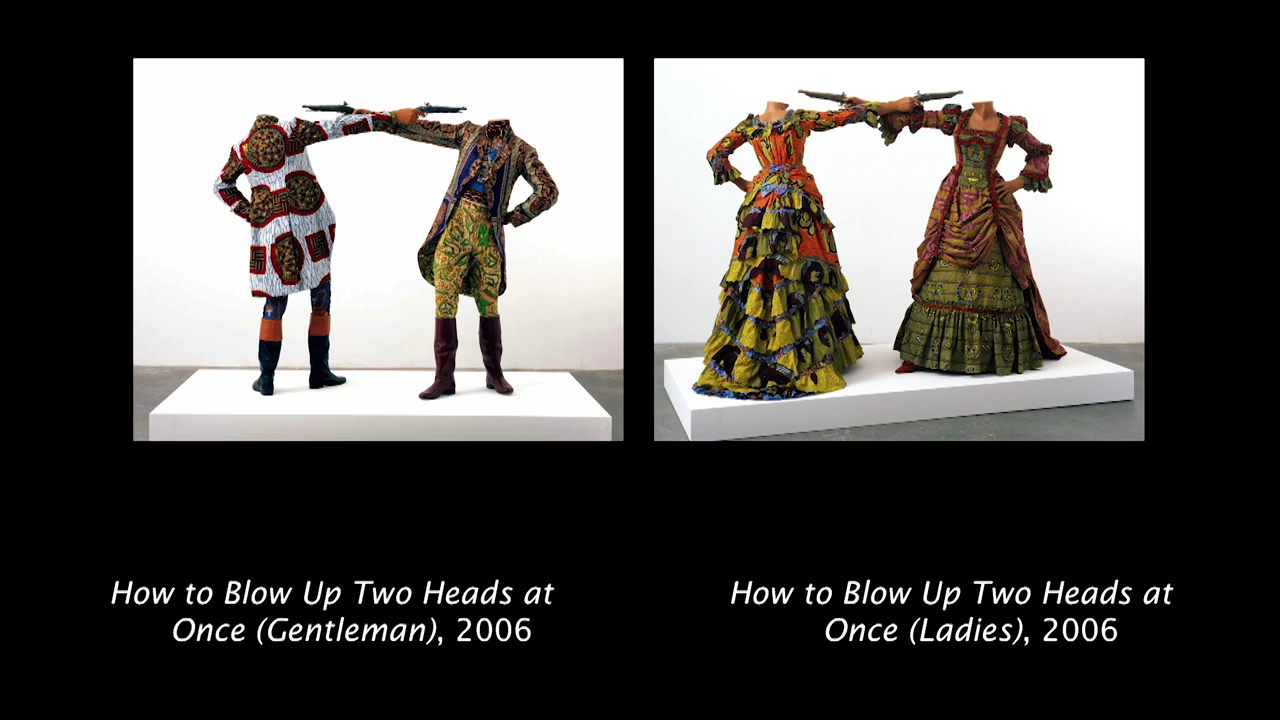 How to Blow Up Two Heads at
Once (Gentleman), 2006
How to Blow Up Two Heads at
Once (Ladies), 2006